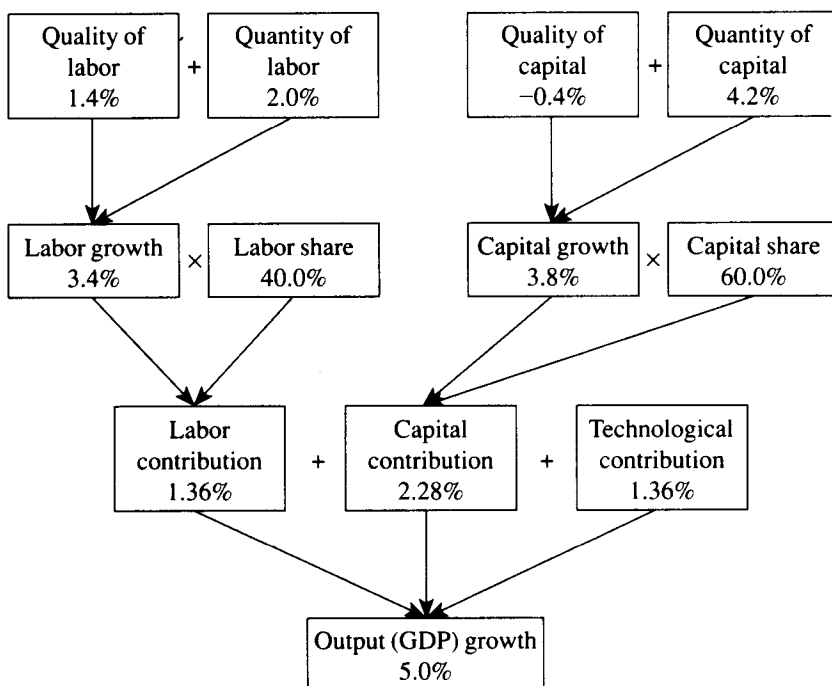 Quality of
labor
1.4%
+
Quantity of
labor
2.0%
Quality of
capital
−0.4%
+
Quantity of
capital
4.2%
Labor growth
3.4%
×
Labor share
40.0%
Capital growth
3.8%
×
Capital share
60.0%
Labor
contribution
1.36%
+
Capital
contribution
2.28%
+
Technological
contribution
1.36%
Output (GDP) growth
5.0%